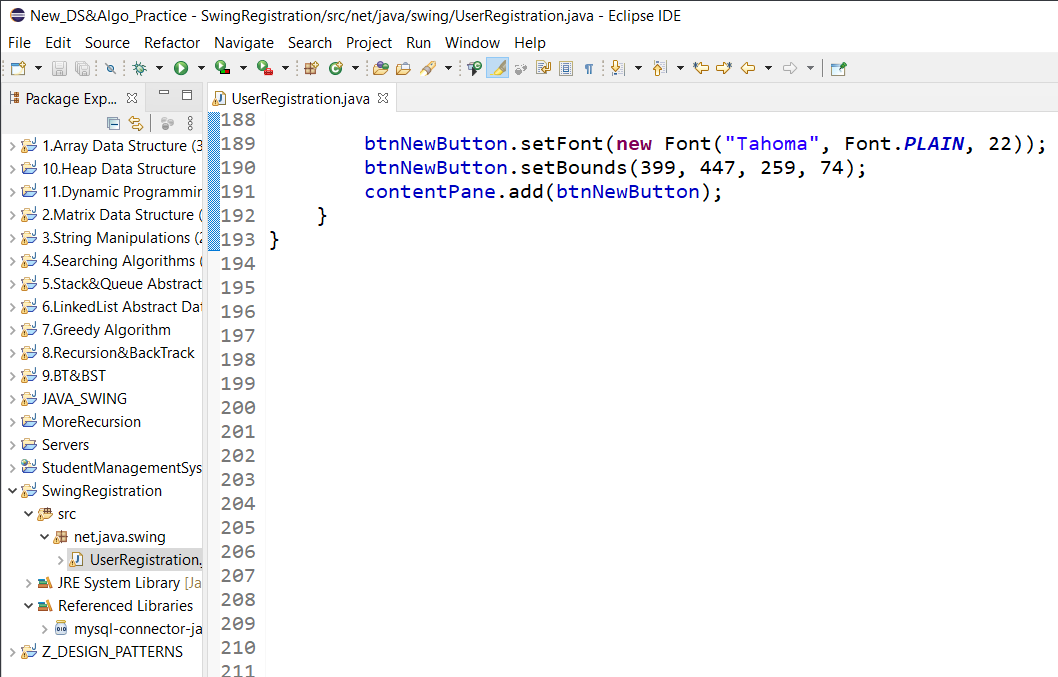 New_DS&Algo_Practice - SwingRegistration/src/net/java/swing/UserRegistration.java - Eclipse IDE
File Edit Source Refactor Navigate Search Project Run Window Help
Package Exp...
UserRegistration.java
1.Array Data Structure (3
10.Heap Data Structure
11.Dynamic Programmin
2.Matrix Data Structure (
3.String Manipulations (2
4.Searching Algorithms (
5.Stack&Queue Abstract
6.LinkedList Abstract Dat
7.Greedy Algorithm
8.Recursion&BackTrack
9.BT&BST
JAVA_SWING
MoreRecursion
Servers
StudentManagementSys
SwingRegistration
src
net.java.swing
UserRegistration.
JRE System Library [Ja
Referenced Libraries
mysql-connector-ja
Z_DESIGN_PATTERNS
188
189 btnNewButton.setFont(new Font("Tahoma", Font.PLAIN, 22));
190 btnNewButton.setBounds(399, 447, 259, 74);
191 contentPane.add(btnNewButton);
192 }
193 }
194
195
196
197
198
199
200
201
202
203
204
205
206
207
208
209
210
211